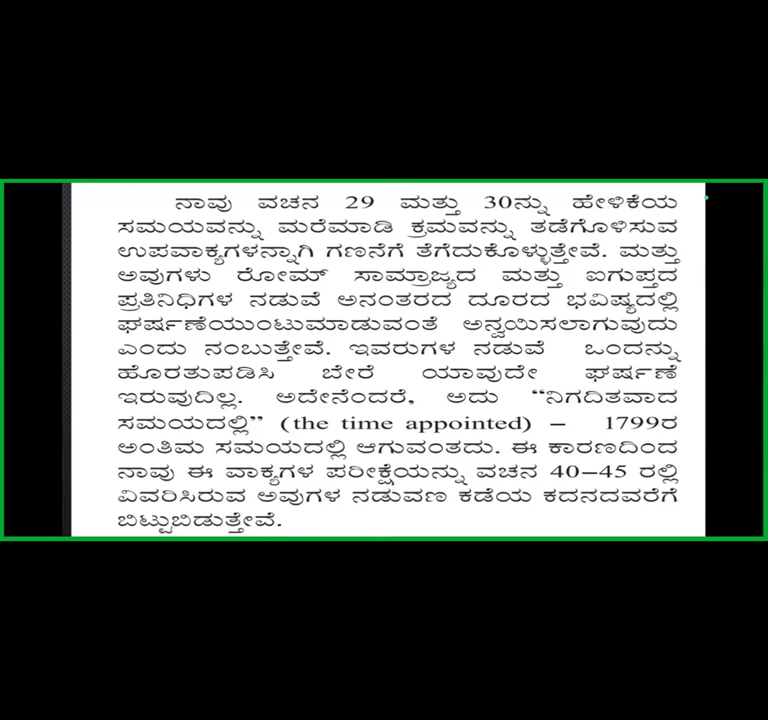 ನಾವು ವಚನ 29 ಮತ್ತು 30ನ್ನು ಹೇಳಿಕೆಯ
ಸಮಯವನ್ನು ಮರೆಮಾಡಿ ಕ್ರಮವನ್ನು ತಡೆಗೊಳಿಸುವ
ಉಪವಾಕ್ಯಗಳನ್ನಾಗಿ ಗಣನೆಗೆ ತೆಗೆದುಕೊಳ್ಳುತ್ತೇವೆ. ಮತ್ತು
ಅವುಗಳು ರೋಮ್ ಸಾಮ್ರಾಜ್ಯದ ಮತ್ತು ಐಗುಪ್ತದ
ಪ್ರತಿನಿಧಿಗಳ ನಡುವೆ ಅನಂತರದ ದೂರದ ಭವಿಷ್ಯದಲ್ಲಿ
ಘರ್ಷಣೆಯುಂಟುಮಾಡುವಂತೆ ಅನ್ವಯಿಸಲಾಗುವುದು
ಎಂದು ನಂಬುತ್ತೇವೆ. ಇವರುಗಳ ನಡುವೆ ಒಂದನ್ನು
ಹೊರತುಪಡಿಸಿ ಬೇರೆ ಯಾವುದೇ ಘರ್ಷಣೆ
ಇರುವುದಿಲ್ಲ. ಅದೇನೆಂದರೆ, ಅದು “ನಿಗದಿತವಾದ
ಸಮಯದಲ್ಲಿ” (the time appointed) – 1799ರ
ಅಂತಿಮ ಸಮಯದಲ್ಲಿ ಆಗುವಂತದು. ಈ ಕಾರಣದಿಂದ
ನಾವು ಈ ವಾಕ್ಯಗಳ ಪರೀಕ್ಷೆಯನ್ನು ವಚನ 40–45 ರಲ್ಲಿ
ವಿವರಿಸಿರುವ ಅವುಗಳ ನಡುವಣ ಕಡೆಯ ಕದನದವರೆಗೆ
ಬಿಟ್ಟುಬಿಡುತ್ತೇವೆ.